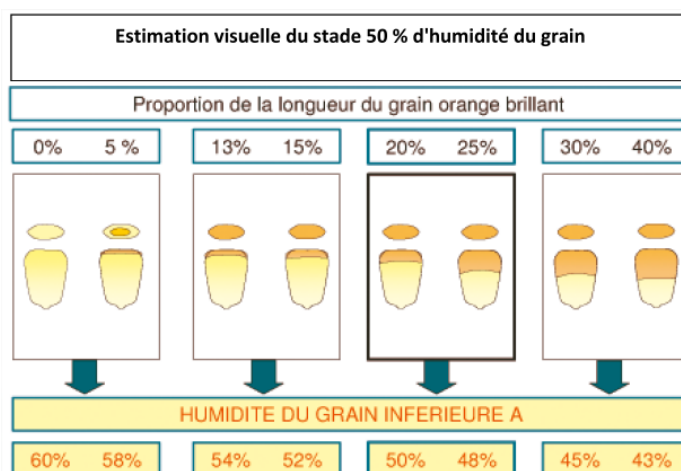 Estimation visuelle du stade 50 % d'humidité du grain
Proportion de la longueur du grain orange brillant
0% 5 % 13% 15% 20% 25% 30% 40%
HUMIDITE DU GRAIN INFERIEURE A
60% 58% 54% 52% 50% 48% 45% 43%